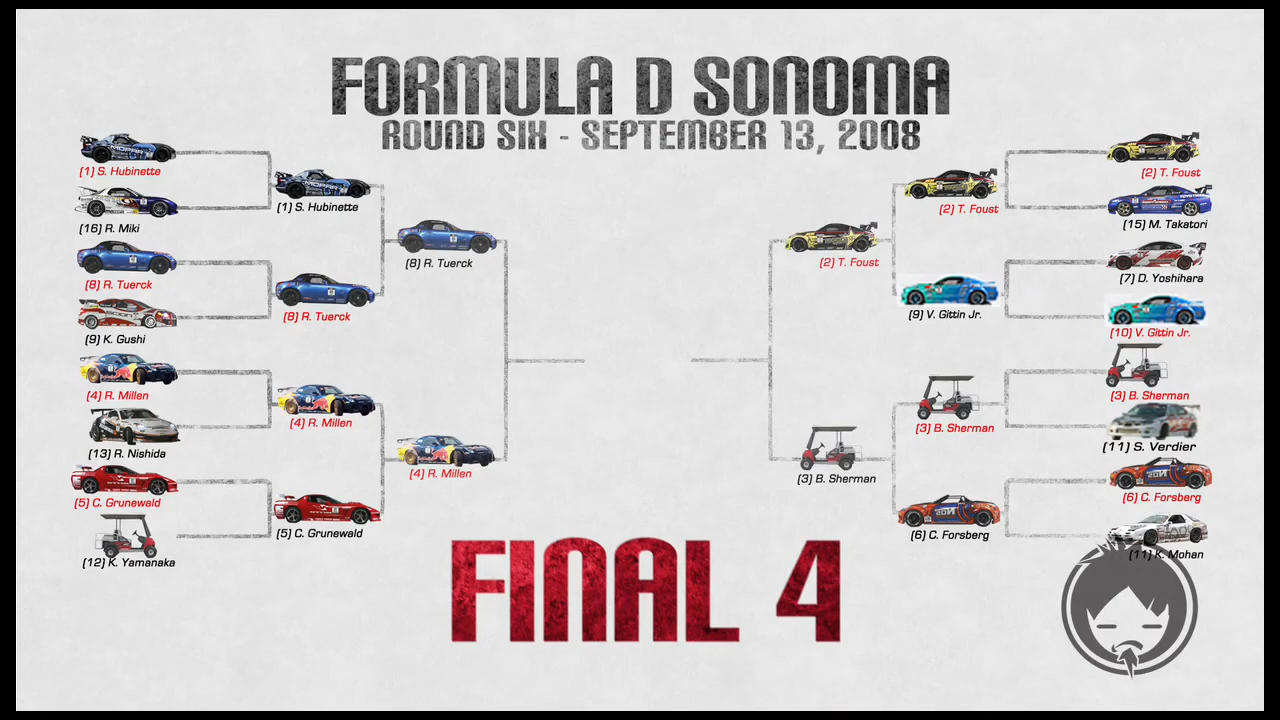 FORMULA D SONOMA
ROUND SIX - SEPTEMBER 13, 2008
(1) S. Hubinette
(16) R. Miki
(8) R. Tuerck
(9) K. Gushi
(4) R. Millen
(13) R. Nishida
(5) C. Grunewald
(12) K. Yamanaka
(1) S. Hubinette
(8) R. Tuerck
(4) R. Millen
(5) C. Grunewald
(8) R. Tuerck
(4) R. Millen
(2) T. Foust
(3) B. Sherman
(2) T. Foust
(9) V. Gittin Jr.
(3) B. Sherman
(6) C. Forsberg
(2) T. Foust
(15) M. Takatori
(7) D. Yoshihara
(10) V. Gittin Jr.
(3) B. Sherman
(11) S. Verdier
(6) C. Forsberg
(11) K. Mohan
FINAL 4
MOPAR
MOPAR